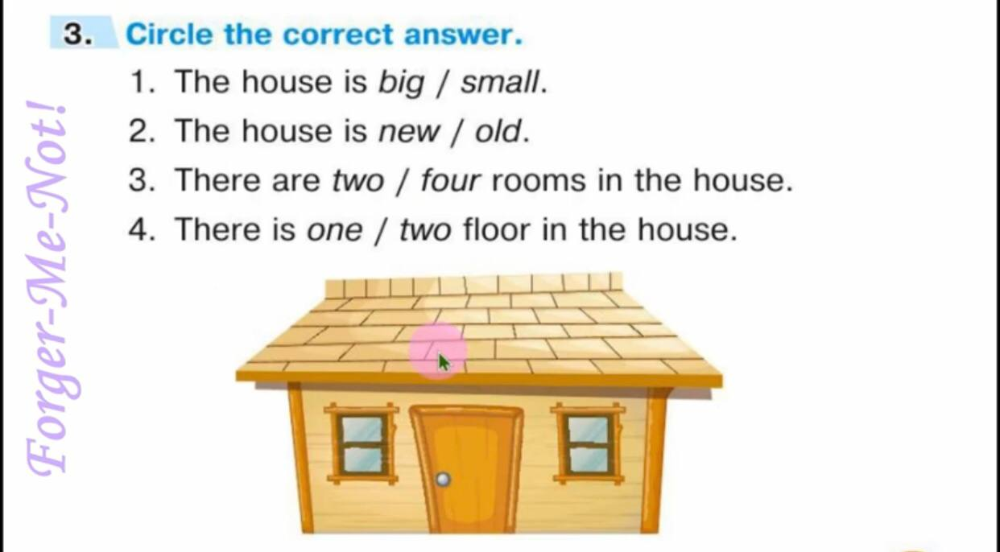 3. Circle the correct answer.
1. The house is big / small.
2. The house is new / old.
3. There are two / four rooms in the house.
4. There is one / two floor in the house.
Forger-Me-Not!